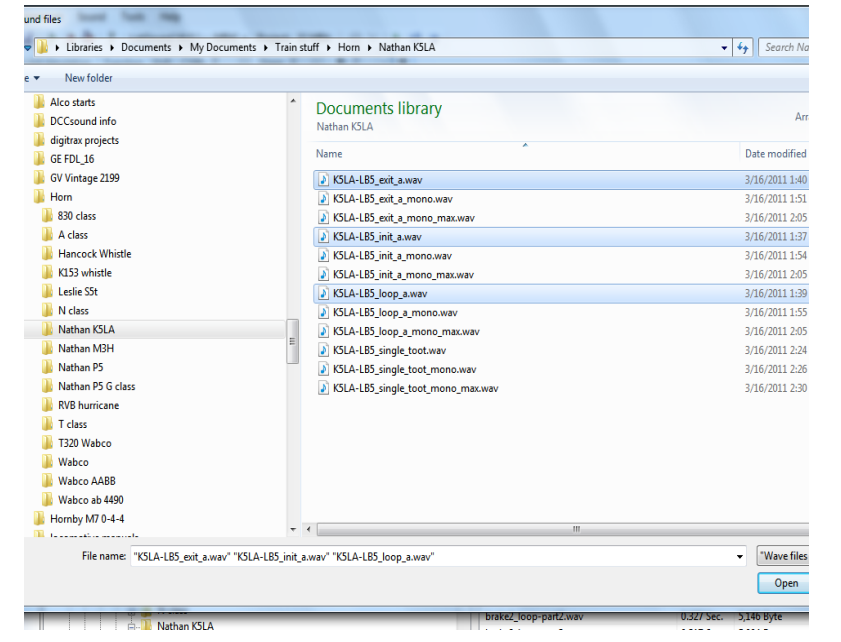 und files
Libraries ▸ Documents ▸ My Documents ▸ Train stuff ▸ Horn ▸ Nathan K5LA
Search Na
e ▾ New folder
Alco starts
DCCsound info
digitrax projects
GE FDL_16
GV Vintage 2199
Horn
830 class
A class
Hancock Whistle
K153 whistle
Leslie S5t
N class
Nathan K5LA
Nathan M3H
Nathan P5
Nathan P5 G class
RVB hurricane
T class
T320 Wabco
Wabco
Wabco AABB
Wabco ab 4490
Hornby M7 0-4-4
Documents library
Nathan K5LA
Arr
Name Date modified
K5LA-LB5_exit_a.wav 3/16/2011 1:40
K5LA-LB5_exit_a_mono.wav 3/16/2011 1:51
K5LA-LB5_exit_a_mono_max.wav 3/16/2011 2:05
K5LA-LB5_init_a.wav 3/16/2011 1:37
K5LA-LB5_init_a_mono.wav 3/16/2011 1:54
K5LA-LB5_init_a_mono_max.wav 3/16/2011 2:05
K5LA-LB5_loop_a.wav 3/16/2011 1:39
K5LA-LB5_loop_a_mono.wav 3/16/2011 1:55
K5LA-LB5_loop_a_mono_max.wav 3/16/2011 2:05
K5LA-LB5_single_toot.wav 3/16/2011 2:24
K5LA-LB5_single_toot_mono.wav 3/16/2011 2:26
K5LA-LB5_single_toot_mono_max.wav 3/16/2011 2:30
File name: "K5LA-LB5_exit_a.wav" "K5LA-LB5_init_a.wav" "K5LA-LB5_loop_a.wav"
"Wave files
Open
Nathan K5LA
brake2_loop-part2.wav 0.327 Sec. 5,146 Byte